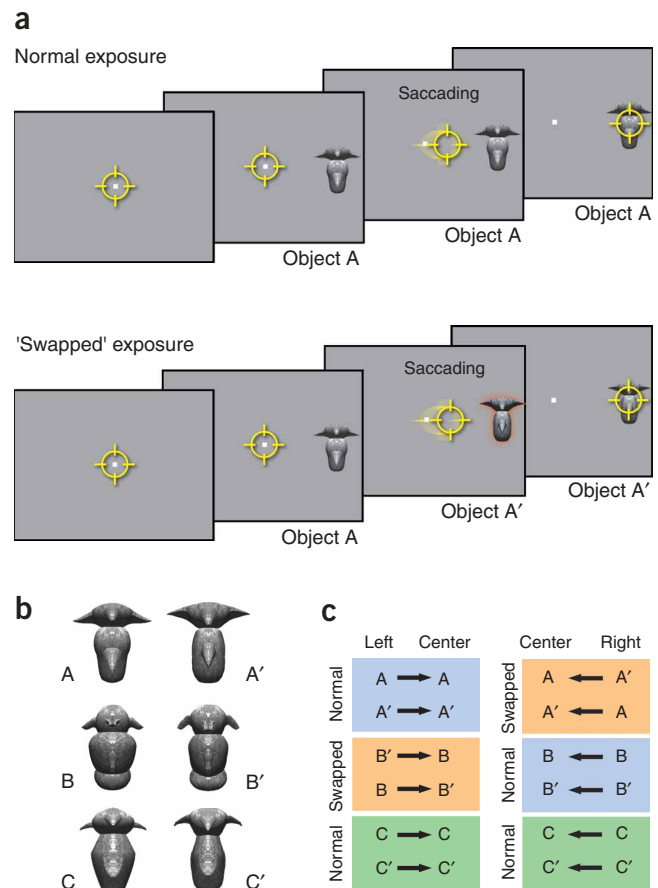 a
Normal exposure
Saccading
Object A
Object A
Object A
'Swapped' exposure
Saccading
Object A
Object A′
Object A′
b
A A′
B B′
C C′
c
Left Center
Normal
A A
A′ A′
Swapped
B′ B
B B′
Normal
C C
C′ C′
Center Right
Swapped
A A′
A′ A
Normal
B B
B′ B′
Normal
C C
C′ C′